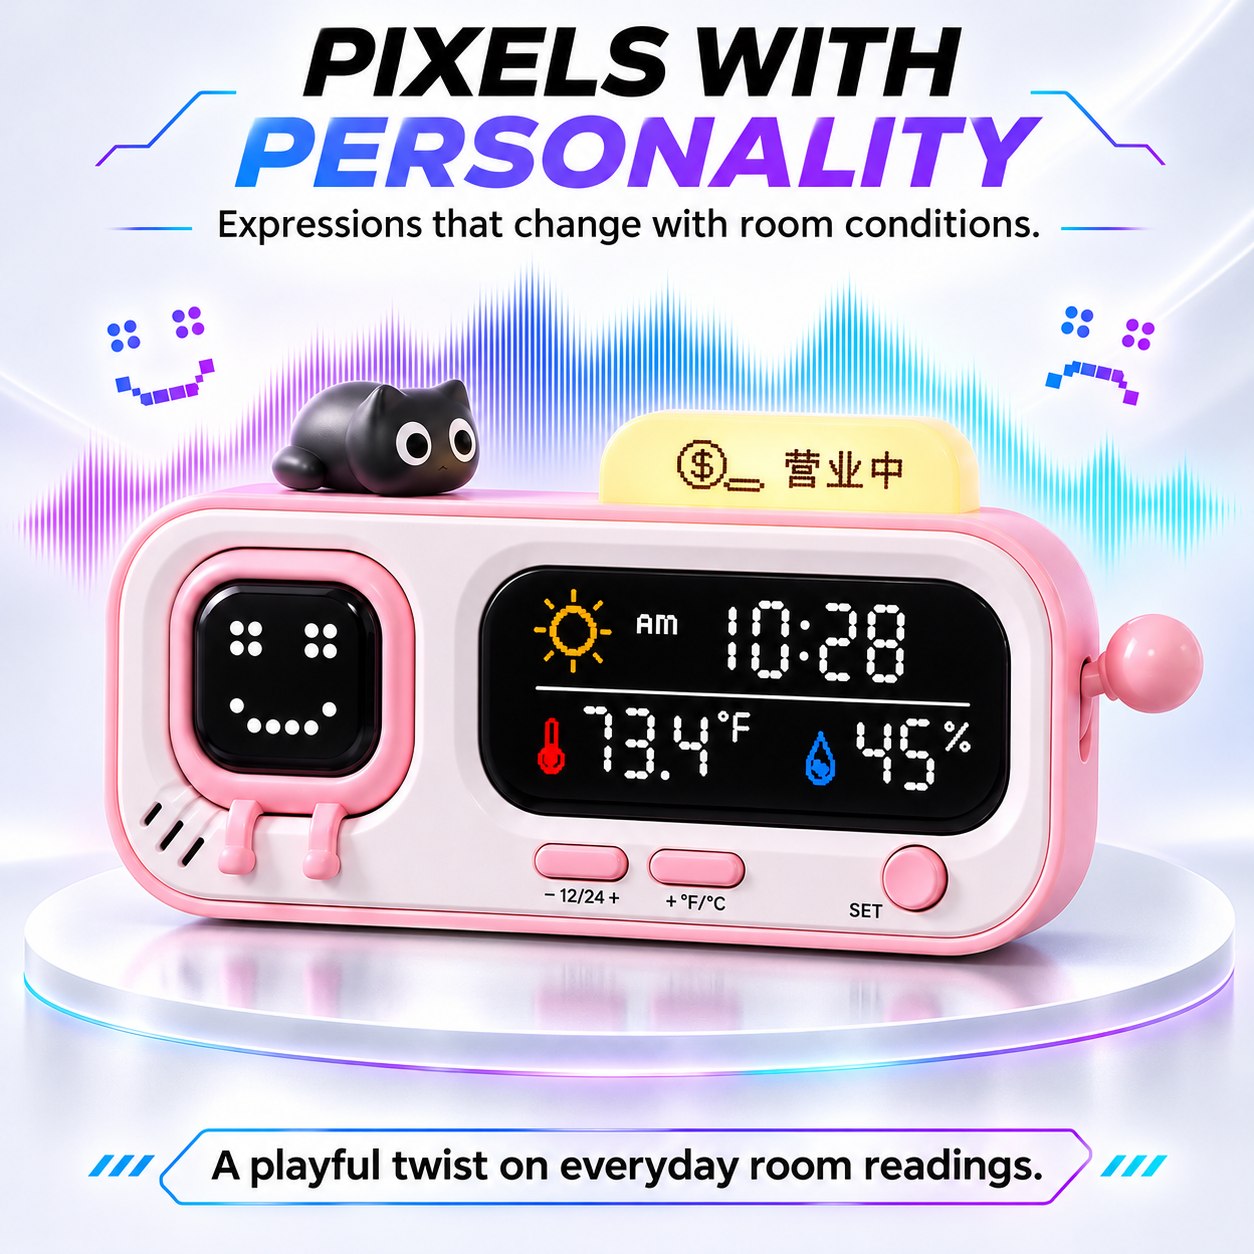 PIXELS WITH
PERSONALITY
Expressions that change with room conditions.
$ 营业中
AM 10:28
73.4°F 45%
- 12/24 +
+ °F/°C
SET
A playful twist on everyday room readings.